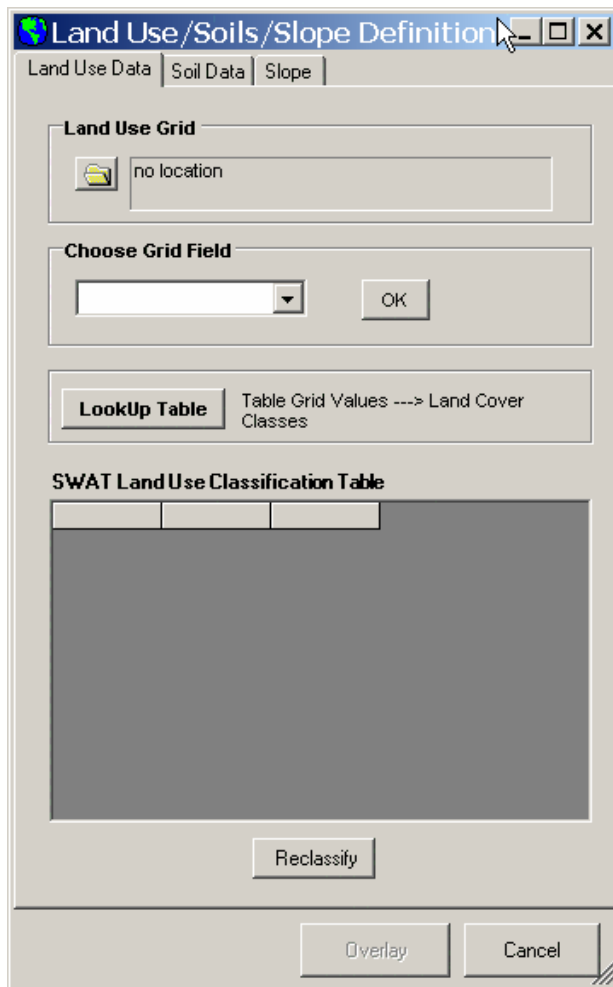 Land Use/Soils/Slope Definition
Land Use Data Soil Data Slope
Land Use Grid
no location
Choose Grid Field
OK
LookUp Table
Table Grid Values ---> Land Cover
Classes
SWAT Land Use Classification Table
Reclassify
Overlay Cancel